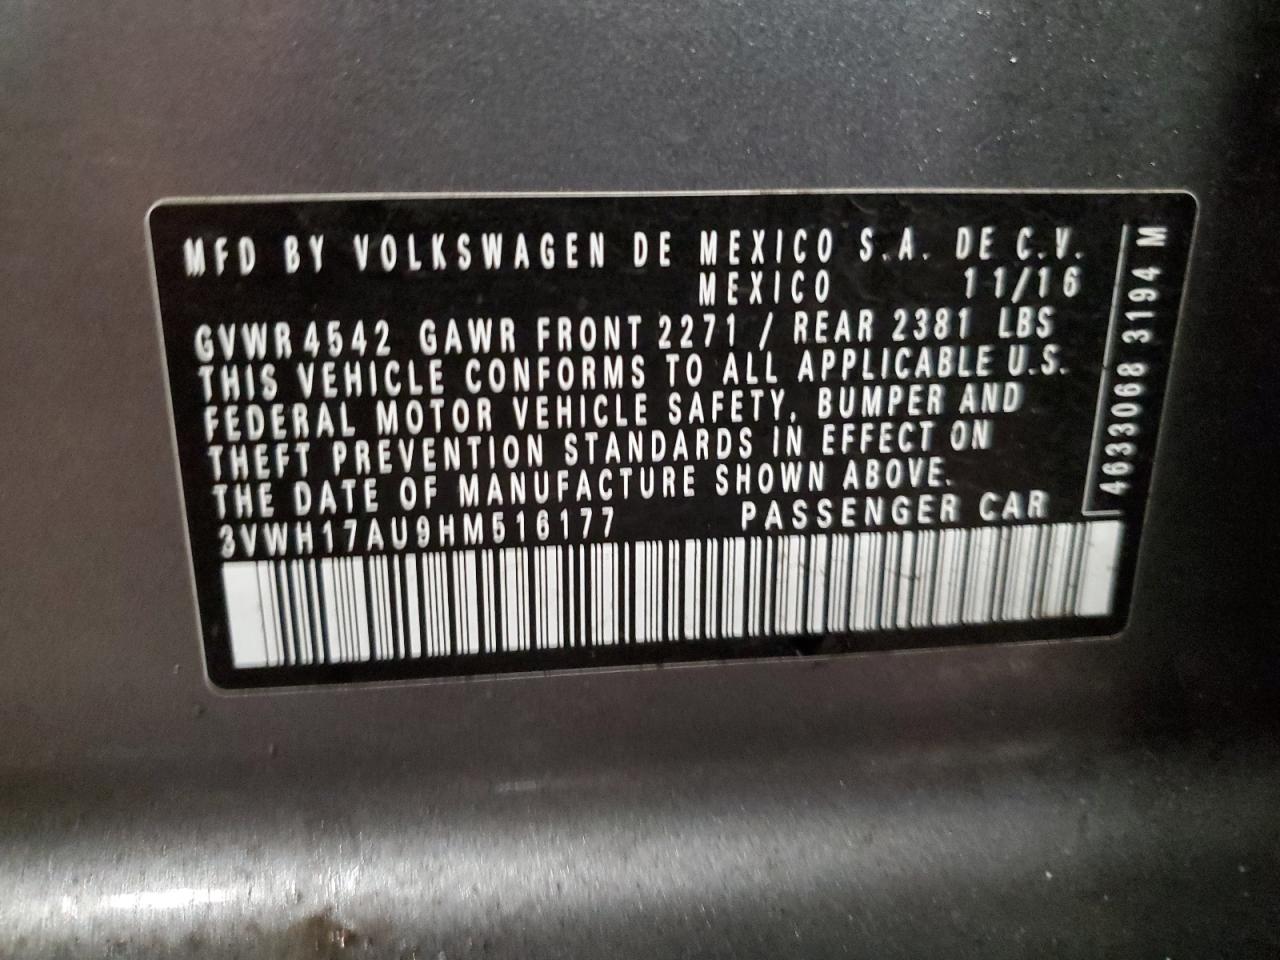 MFD BY VOLKSWAGEN DE MEXICO S.A. DE C.V.
MEXICO 11/16
GVWR 4542 GAWR FRONT 2271 / REAR 2381 LBS
THIS VEHICLE CONFORMS TO ALL APPLICABLE U.S.
FEDERAL MOTOR VEHICLE SAFETY, BUMPER AND
THEFT PREVENTION STANDARDS IN EFFECT ON
THE DATE OF MANUFACTURE SHOWN ABOVE.
3VWH17AU9HM516177 PASSENGER CAR
4633068 3194 M